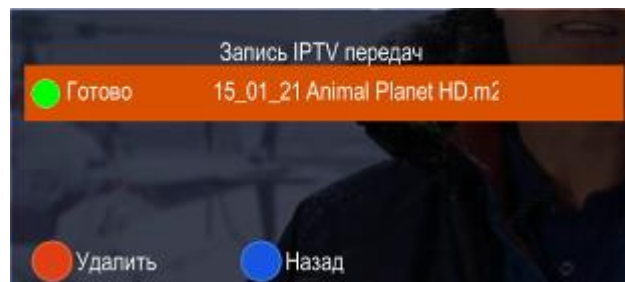 Запись IPTV передач
Готово 15_01_21 Animal Planet HD.m2
Удалить Назад